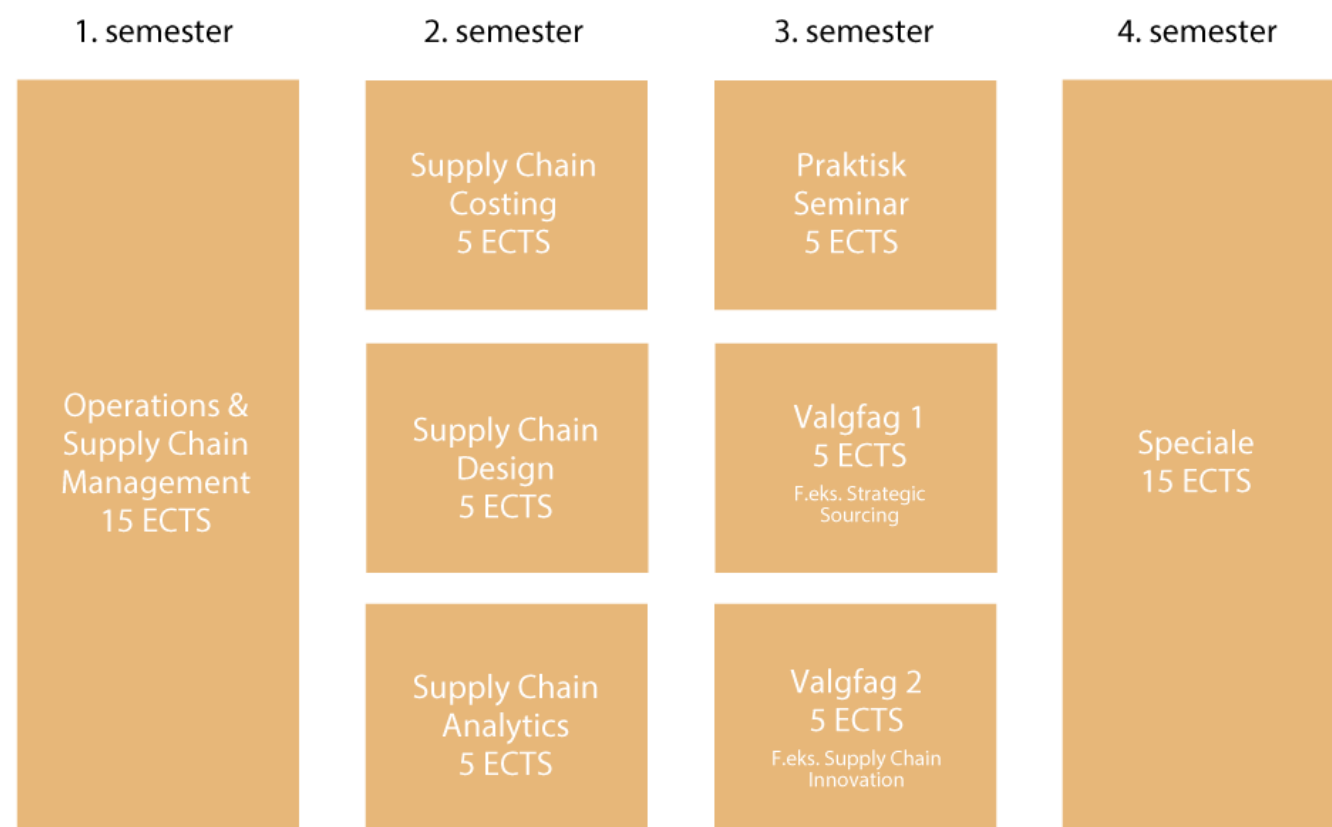 1. semester
2. semester
3. semester
4. semester
Operations &
Supply Chain
Management
15 ECTS
Supply Chain
Costing
5 ECTS
Supply Chain
Design
5 ECTS
Supply Chain
Analytics
5 ECTS
Praktisk
Seminar
5 ECTS
Valgfag 1
5 ECTS
F.eks. Strategic
Sourcing
Valgfag 2
5 ECTS
F.eks. Supply Chain
Innovation
Speciale
15 ECTS